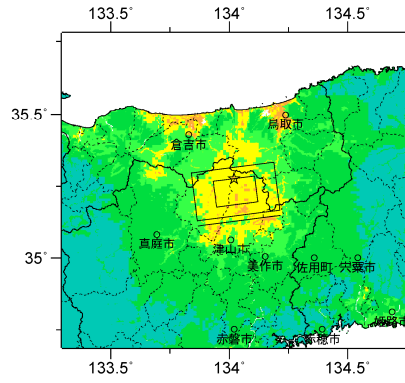 133.5 134 134.5
35.5
鳥取市
倉吉市
35
真庭市
津山市
美作市
佐用町
宍粟市
姫路市
赤磐市
赤穂市
133.5 134 134.5